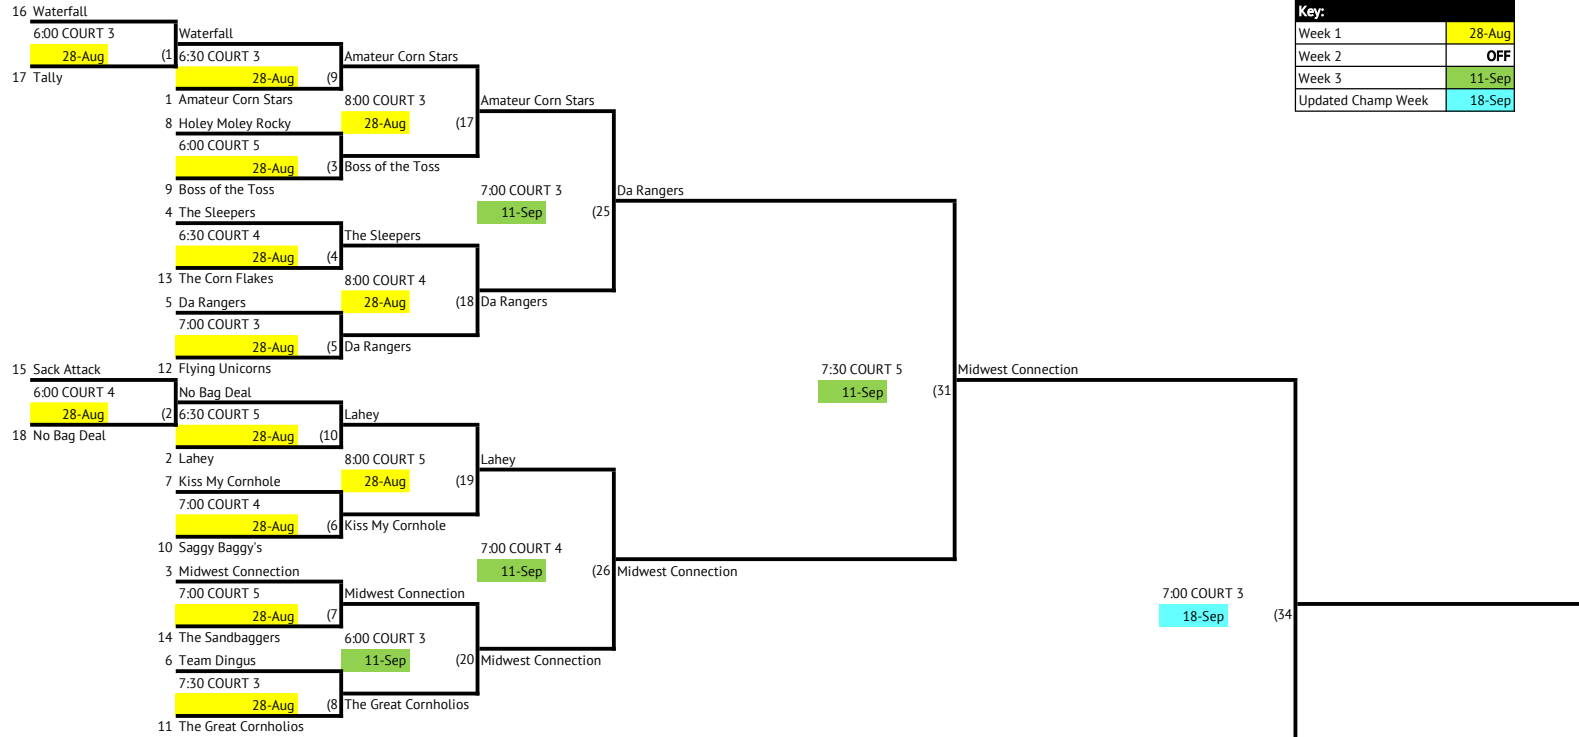 16 Waterfall
Key:
6:00 COURT 3
Waterfall
Week 1 28-Aug
28-Aug (1 6:30 COURT 3
Amateur Corn Stars
Week 2 OFF
17 Tally
28-Aug (9
Week 3 11-Sep
1 Amateur Corn Stars
8:00 COURT 3
Amateur Corn Stars
Updated Champ Week 18-Sep
8 Holey Moley Rocky
28-Aug (17
6:00 COURT 5
28-Aug (3 Boss of the Toss
9 Boss of the Toss
7:00 COURT 3
Da Rangers
4 The Sleepers
11-Sep (25
6:30 COURT 4
The Sleepers
28-Aug (4
13 The Corn Flakes
8:00 COURT 4
5 Da Rangers
28-Aug (18 Da Rangers
7:00 COURT 3
28-Aug (5 Da Rangers
15 Sack Attack
12 Flying Unicorns
7:30 COURT 5
Midwest Connection
6:00 COURT 4
No Bag Deal
11-Sep (31
28-Aug (2 6:30 COURT 5
Lahey
18 No Bag Deal
28-Aug (10
2 Lahey
8:00 COURT 5
Lahey
7 Kiss My Cornhole
28-Aug (19
7:00 COURT 4
28-Aug (6 Kiss My Cornhole
10 Saggy Baggy's
7:00 COURT 4
3 Midwest Connection
11-Sep (26 Midwest Connection
7:00 COURT 5
Midwest Connection
7:00 COURT 3
28-Aug (7
18-Sep (34
14 The Sandbaggers
6:00 COURT 3
6 Team Dingus
11-Sep (20 Midwest Connection
7:30 COURT 3
28-Aug (8 The Great Cornholios
11 The Great Cornholios